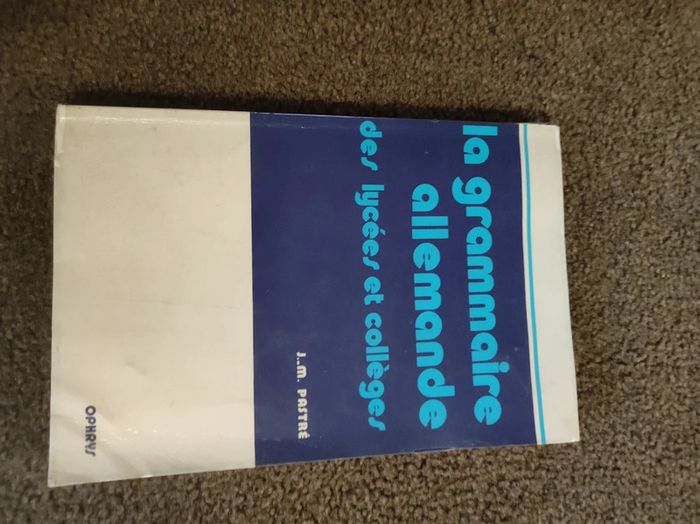 la grammaire
allemande
des lycées et collèges
J.-M. PASTRÉ
OPHRYS